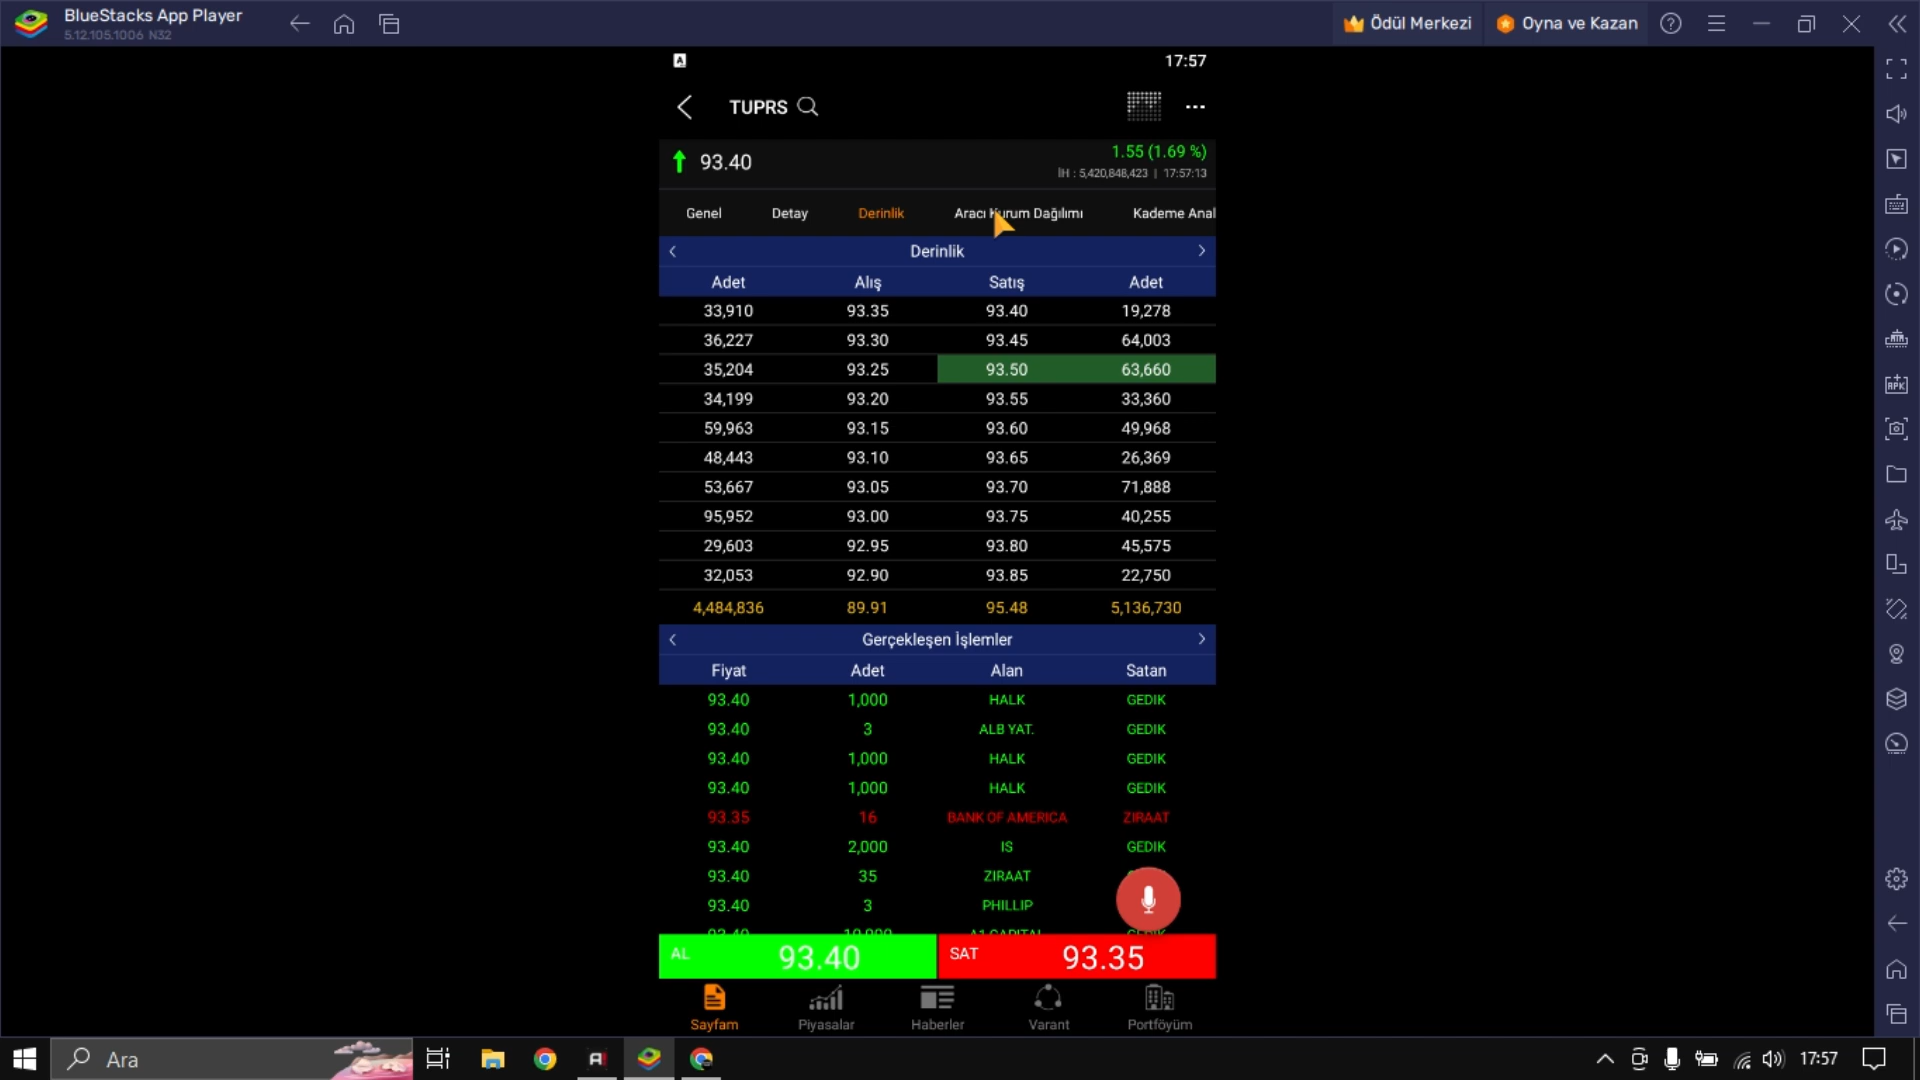 BlueStacks App Player
5.12.105.1006 N32
Ödül Merkezi
Oyna ve Kazan
17:57
TUPRS
93.40
1.55 (1.69 %)
İH : 5,420,848,423 | 17:57:13
Genel Detay Derinlik Aracı Kurum Dağılımı Kademe Anal
Derinlik
Adet Alış Satış Adet
33,910 93.35 93.40 19,278
36,227 93.30 93.45 64,003
35,204 93.25 93.50 63,660
34,199 93.20 93.55 33,360
59,963 93.15 93.60 49,968
48,443 93.10 93.65 26,369
53,667 93.05 93.70 71,888
95,952 93.00 93.75 40,255
29,603 92.95 93.80 45,575
32,053 92.90 93.85 22,750
4,484,836 89.91 95.48 5,136,730
Gerçekleşen İşlemler
Fiyat Adet Alan Satan
93.40 1,000 HALK GEDIK
93.40 3 ALB YAT. GEDIK
93.40 1,000 HALK GEDIK
93.40 1,000 HALK GEDIK
93.35 16 BANK OF AMERICA ZIRAAT
93.40 2,000 IS GEDIK
93.40 35 ZIRAAT
93.40 3 PHILLIP
93.40 10,000 A1 CAPITAL GEDIK
AL 93.40 SAT 93.35
Sayfam Piyasalar Haberler Varant Portföyüm
Ara
17:57